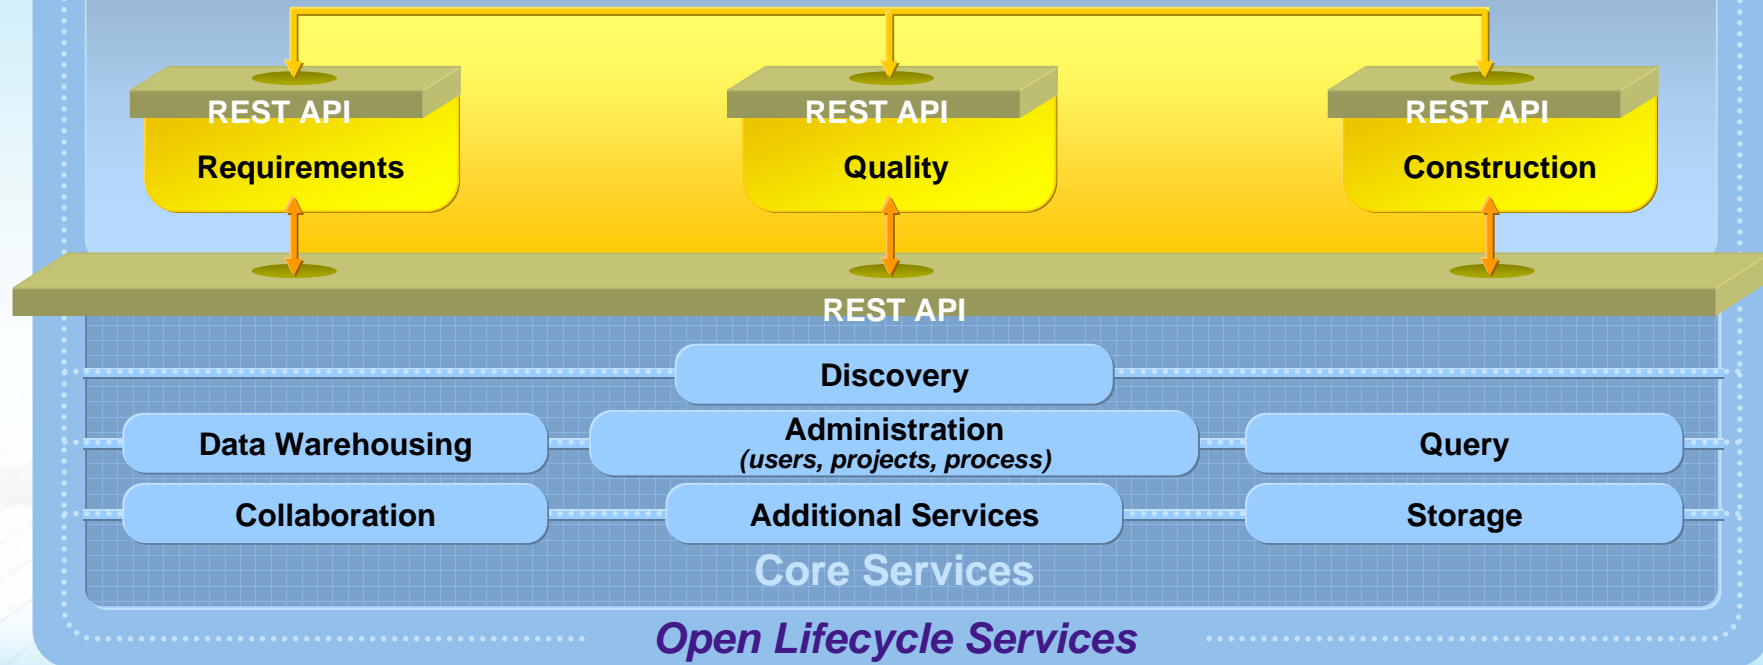 REST API
REST API
REST API
Requirements
Quality
Construction
REST API
Discovery
Data Warehousing
Administration
(users, projects, process)
Query
Collaboration
Additional Services
Storage
Core Services
Open Lifecycle Services